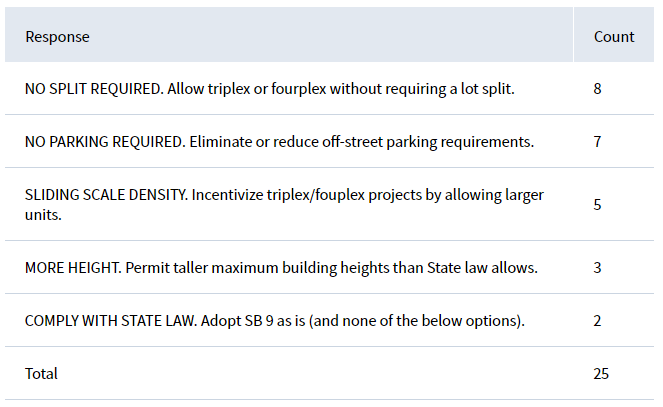 Response Count
NO SPLIT REQUIRED. Allow triplex or fourplex without requiring a lot split. 8
NO PARKING REQUIRED. Eliminate or reduce off-street parking requirements. 7
SLIDING SCALE DENSITY. Incentivize triplex/fouplex projects by allowing larger
units. 5
MORE HEIGHT. Permit taller maximum building heights than State law allows. 3
COMPLY WITH STATE LAW. Adopt SB 9 as is (and none of the below options). 2
Total 25